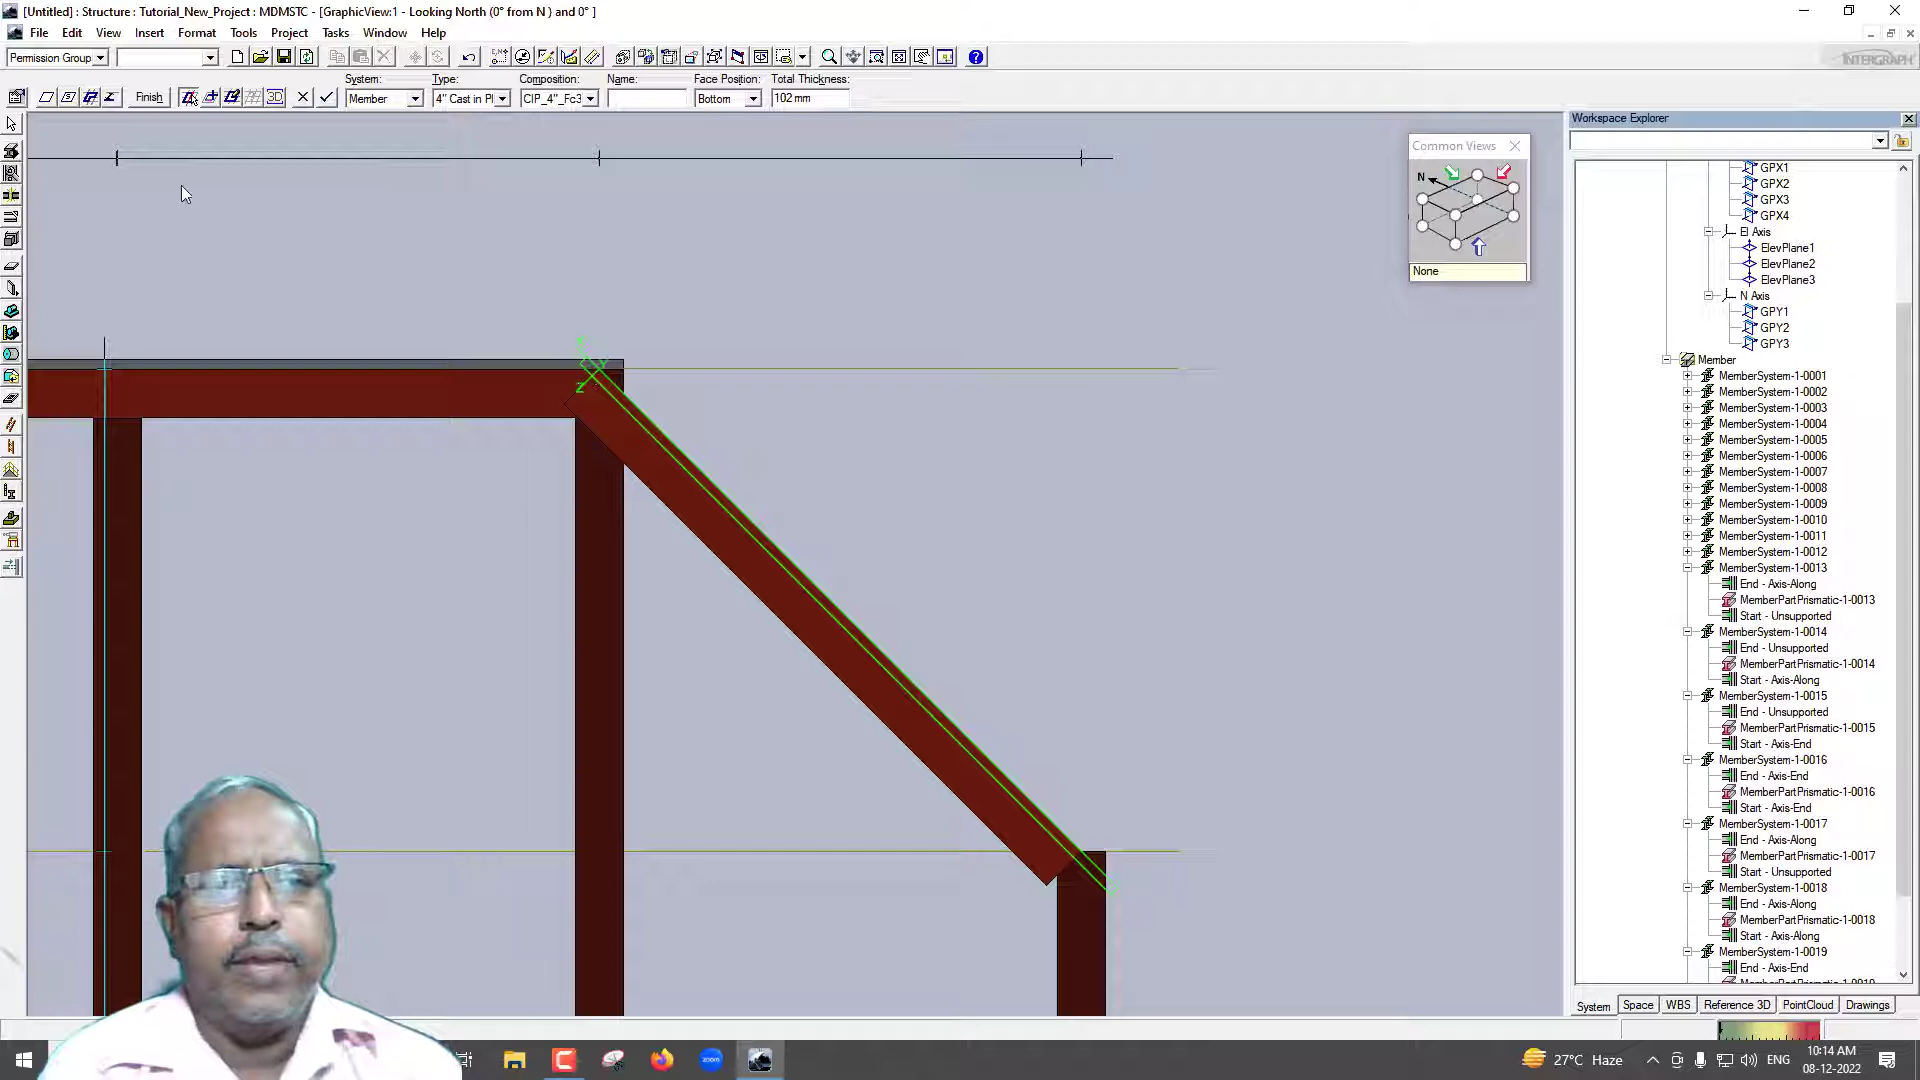 [Untitled] : Structure : Tutorial_New_Project : MDMSTC - [GraphicView:1 - Looking North (0° from N ) and 0° ]
File Edit View Insert Format Tools Project Tasks Window Help
Permission Group
INTERGRAPH
System: Type: Composition: Name: Face Position: Total Thickness:
Finish Member 4" Cast in Pl CIP_4"_Fc3 Bottom 102 mm
Workspace Explorer
Common Views
N
None
GPX1
GPX2
GPX3
GPX4
El Axis
ElevPlane1
ElevPlane2
ElevPlane3
N Axis
GPY1
GPY2
GPY3
Member
MemberSystem-1-0001
MemberSystem-1-0002
MemberSystem-1-0003
MemberSystem-1-0004
MemberSystem-1-0005
MemberSystem-1-0006
MemberSystem-1-0007
MemberSystem-1-0008
MemberSystem-1-0009
MemberSystem-1-0010
MemberSystem-1-0011
MemberSystem-1-0012
MemberSystem-1-0013
End - Axis-Along
MemberPartPrismatic-1-0013
Start - Unsupported
MemberSystem-1-0014
End - Unsupported
MemberPartPrismatic-1-0014
Start - Axis-Along
MemberSystem-1-0015
End - Unsupported
MemberPartPrismatic-1-0015
Start - Axis-End
MemberSystem-1-0016
End - Axis-End
MemberPartPrismatic-1-0016
Start - Axis-End
MemberSystem-1-0017
End - Axis-Along
MemberPartPrismatic-1-0017
Start - Unsupported
MemberSystem-1-0018
End - Axis-Along
MemberPartPrismatic-1-0018
Start - Axis-Along
MemberSystem-1-0019
End - Axis-End
System Space WBS Reference 3D PointCloud Drawings
Z
3D
zoom
27°C Haze
ENG
10:14 AM
08-12-2022